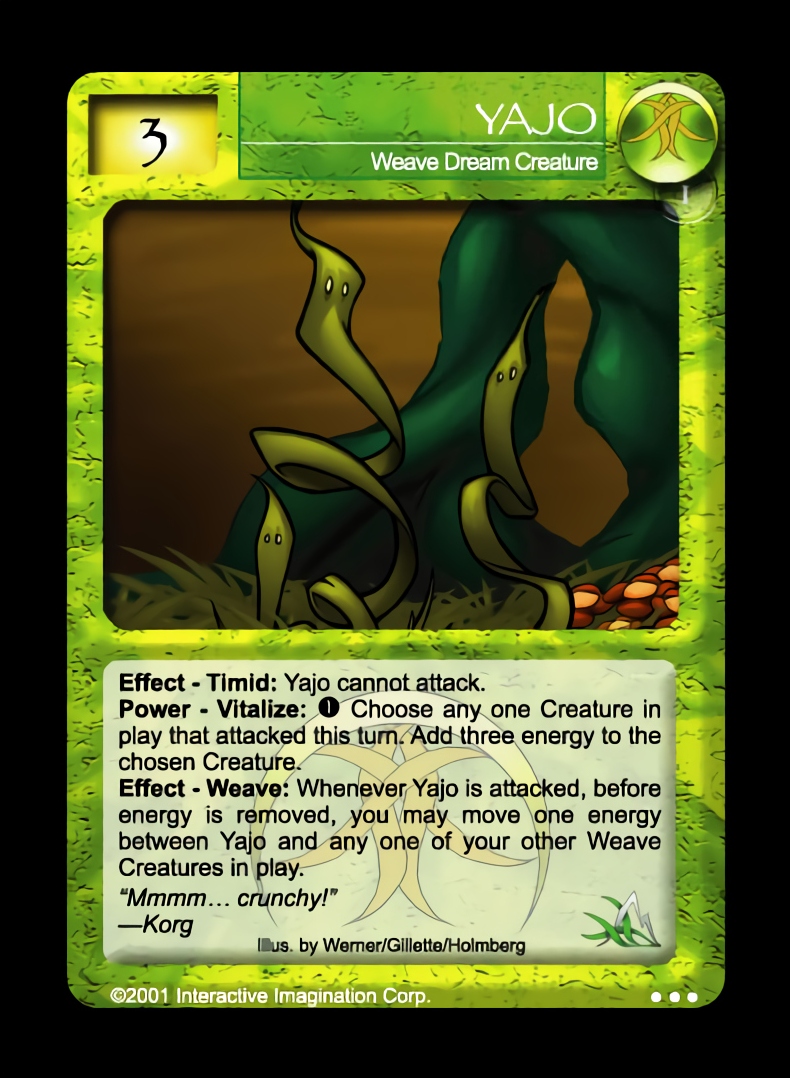 3
YAJO
Weave Dream Creature
1
Effect - Timid: Yajo cannot attack.
Power - Vitalize: ❶ Choose any one Creature in
play that attacked this turn. Add three energy to the
chosen Creature.
Effect - Weave: Whenever Yajo is attacked, before
energy is removed, you may move one energy
between Yajo and any one of your other Weave
Creatures in play.
“Mmmm… crunchy!”
—Korg
Illus. by Werner/Gillette/Holmberg
©2001 Interactive Imagination Corp.